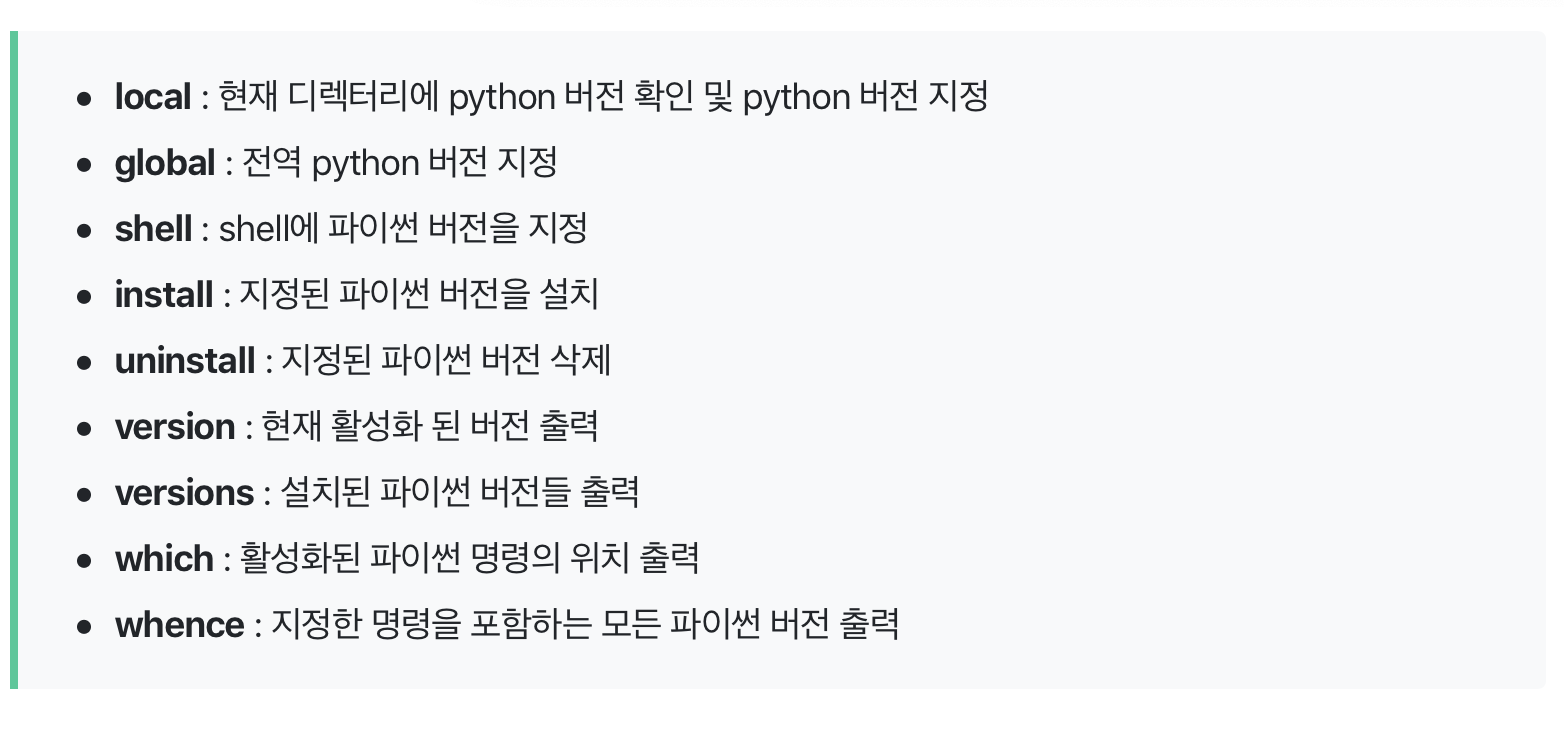 • local : 현재 디렉터리에 python 버전 확인 및 python 버전 지정
• global : 전역 python 버전 지정
• shell : shell에 파이썬 버전을 지정
• install : 지정된 파이썬 버전을 설치
• uninstall : 지정된 파이썬 버전 삭제
• version : 현재 활성화 된 버전 출력
• versions : 설치된 파이썬 버전들 출력
• which : 활성화된 파이썬 명령의 위치 출력
• whence : 지정한 명령을 포함하는 모든 파이썬 버전 출력